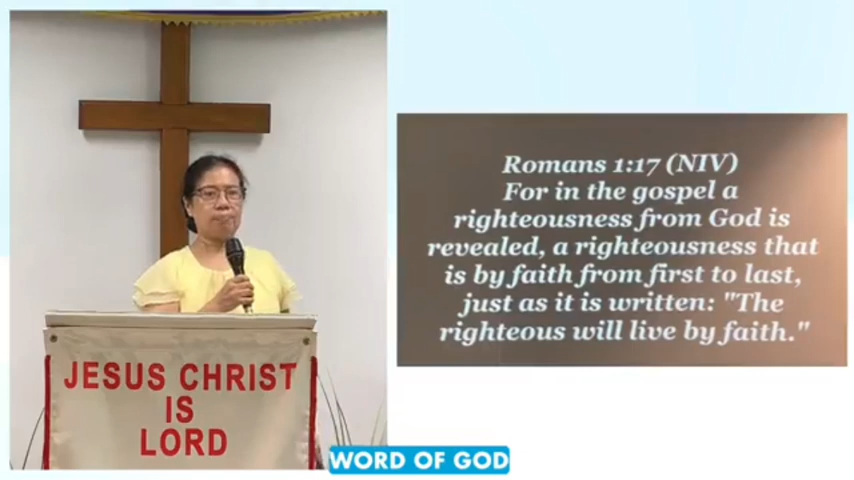 JESUS CHRIST
IS
LORD
Romans 1:17 (NIV)
For in the gospel a
righteousness from God is
revealed, a righteousness that
is by faith from first to last,
just as it is written: "The
righteous will live by faith."
WORD OF GOD